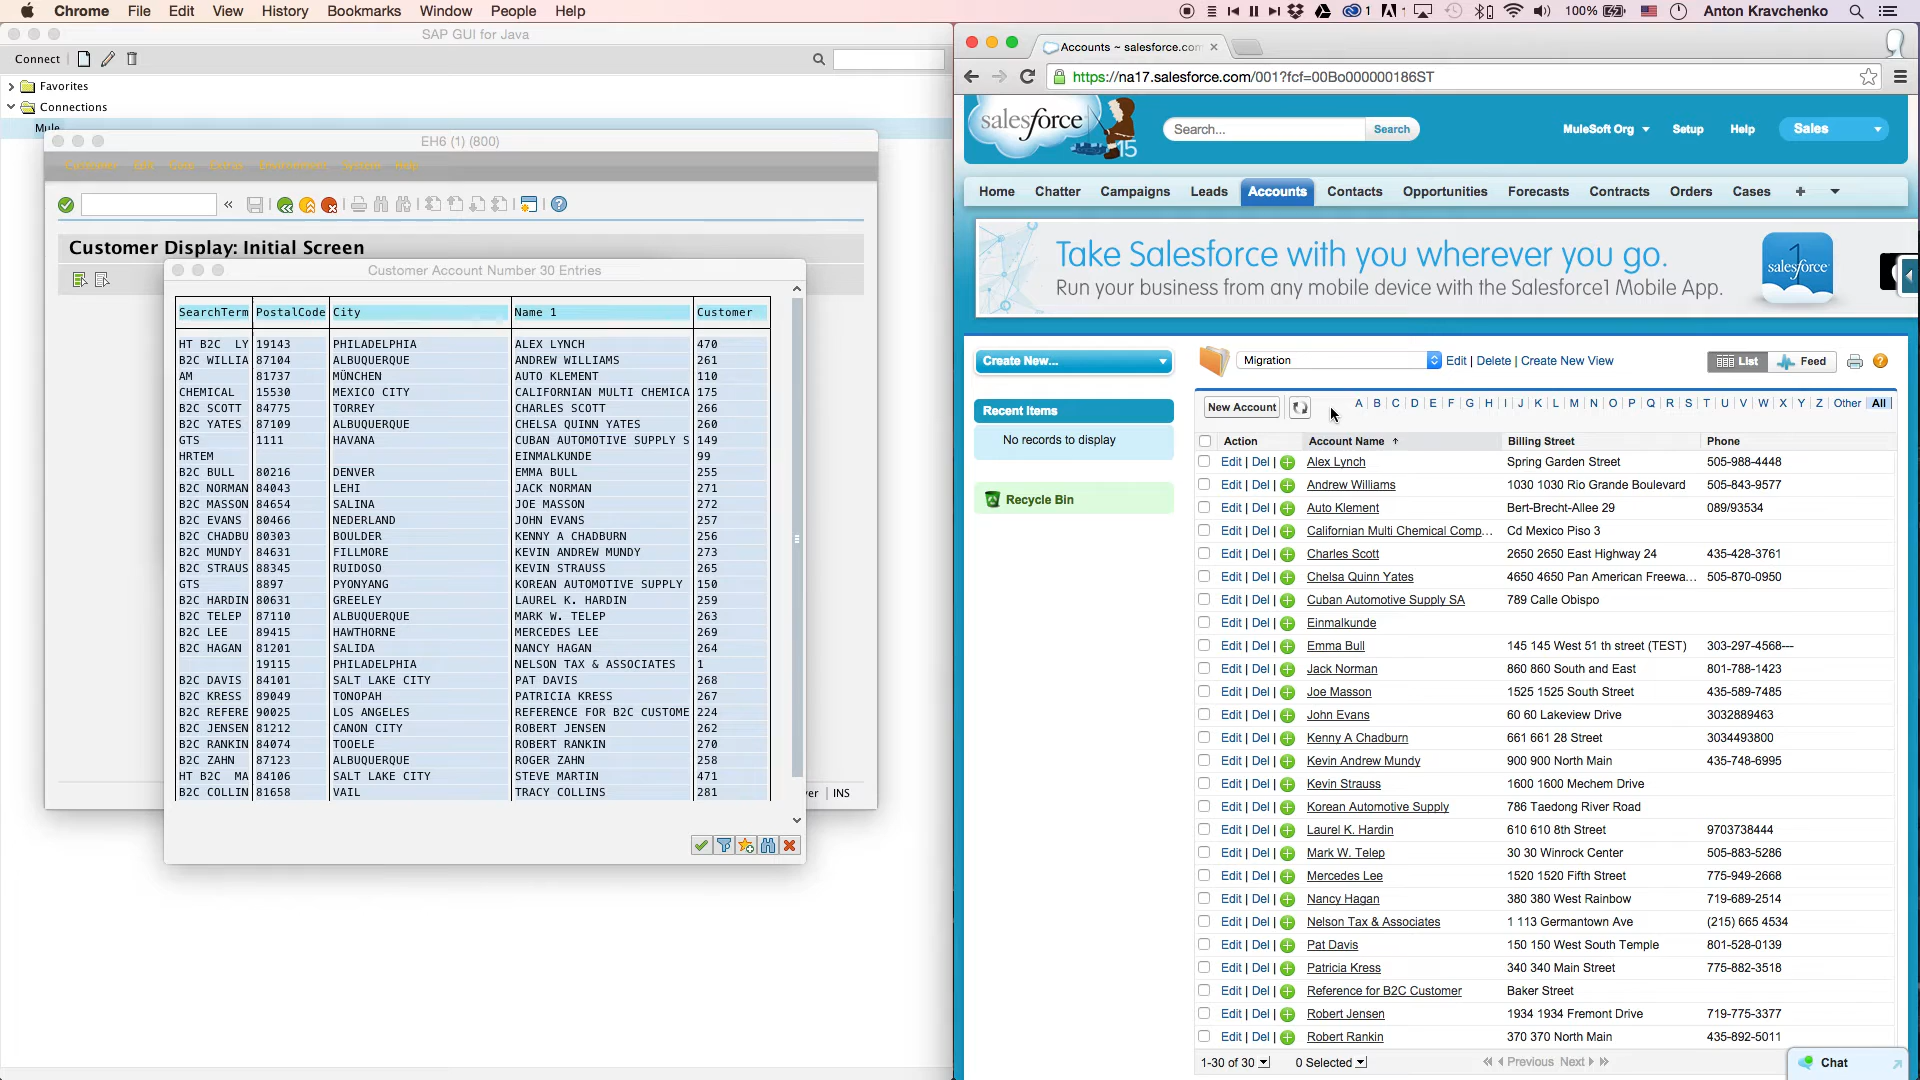 Chrome File Edit View History Bookmarks Window People Help
1 1 100% Anton Kravchenko
SAP GUI for Java
Connect
Favorites
Connections
Mule
EH6 (1) (800)
Customer Edit Goto Extras Environment System Help
Customer Display: Initial Screen
Customer Account Number 30 Entries
SearchTerm PostalCode City Name 1 Customer
HT B2C LY 19143 PHILADELPHIA ALEX LYNCH 470
B2C WILLIA 87104 ALBUQUERQUE ANDREW WILLIAMS 261
AM 81737 MÜNCHEN AUTO KLEMENT 110
CHEMICAL 15530 MEXICO CITY CALIFORNIAN MULTI CHEMICA 175
B2C SCOTT 84775 TORREY CHARLES SCOTT 266
B2C YATES 87109 ALBUQUERQUE CHELSA QUINN YATES 260
GTS 1111 HAVANA CUBAN AUTOMOTIVE SUPPLY S 149
HRTEM EINMALKUNDE 99
B2C BULL 80216 DENVER EMMA BULL 255
B2C NORMAN 84043 LEHI JACK NORMAN 271
B2C MASSON 84654 SALINA JOE MASSON 272
B2C EVANS 80466 NEDERLAND JOHN EVANS 257
B2C CHADBU 80303 BOULDER KENNY A CHADBURN 256
B2C MUNDY 84631 FILLMORE KEVIN ANDREW MUNDY 273
B2C STRAUS 88345 RUIDOSO KEVIN STRAUSS 265
GTS 8897 PYONYANG KOREAN AUTOMOTIVE SUPPLY 150
B2C HARDIN 80631 GREELEY LAUREL K. HARDIN 259
B2C TELEP 87110 ALBUQUERQUE MARK W. TELEP 263
B2C LEE 89415 HAWTHORNE MERCEDES LEE 269
B2C HAGAN 81201 SALIDA NANCY HAGAN 264
19115 PHILADELPHIA NELSON TAX & ASSOCIATES 1
B2C DAVIS 84101 SALT LAKE CITY PAT DAVIS 268
B2C KRESS 89049 TONOPAH PATRICIA KRESS 267
B2C REFERE 90025 LOS ANGELES REFERENCE FOR B2C CUSTOME 224
B2C JENSEN 81212 CANON CITY ROBERT JENSEN 262
B2C RANKIN 84074 TOOELE ROBERT RANKIN 270
B2C ZAHN 87123 ALBUQUERQUE ROGER ZAHN 258
HT B2C MA 84106 SALT LAKE CITY STEVE MARTIN 471
B2C COLLIN 81658 VAIL TRACY COLLINS 281
ver INS
Accounts ~ salesforce.com
https://na17.salesforce.com/001?fcf=00Bo000000186ST
salesforce
15
Search... Search
MuleSoft Org Setup Help Sales
Home Chatter Campaigns Leads Accounts Contacts Opportunities Forecasts Contracts Orders Cases +
Take Salesforce with you wherever you go.
Run your business from any mobile device with the Salesforce1 Mobile App.
1
salesforce
Create New...
Recent Items
No records to display
Recycle Bin
Migration Edit | Delete | Create New View List Feed
New Account A B C D E F G H I J K L M N O P Q R S T U V W X Y Z Other All
Action Account Name Billing Street Phone
Edit | Del | Alex Lynch Spring Garden Street 505-988-4448
Edit | Del | Andrew Williams 1030 1030 Rio Grande Boulevard 505-843-9577
Edit | Del | Auto Klement Bert-Brecht-Allee 29 089/93534
Edit | Del | Californian Multi Chemical Comp... Cd Mexico Piso 3
Edit | Del | Charles Scott 2650 2650 East Highway 24 435-428-3761
Edit | Del | Chelsa Quinn Yates 4650 4650 Pan American Freewa... 505-870-0950
Edit | Del | Cuban Automotive Supply SA 789 Calle Obispo
Edit | Del | Einmalkunde
Edit | Del | Emma Bull 145 145 West 51 th street (TEST) 303-297-4568---
Edit | Del | Jack Norman 860 860 South and East 801-788-1423
Edit | Del | Joe Masson 1525 1525 South Street 435-589-7485
Edit | Del | John Evans 60 60 Lakeview Drive 3032889463
Edit | Del | Kenny A Chadburn 661 661 28 Street 3034493800
Edit | Del | Kevin Andrew Mundy 900 900 North Main 435-748-6995
Edit | Del | Kevin Strauss 1600 1600 Mechem Drive
Edit | Del | Korean Automotive Supply 786 Taedong River Road
Edit | Del | Laurel K. Hardin 610 610 8th Street 9703738444
Edit | Del | Mark W. Telep 30 30 Winrock Center 505-883-5286
Edit | Del | Mercedes Lee 1520 1520 Fifth Street 775-949-2668
Edit | Del | Nancy Hagan 380 380 West Rainbow 719-689-2514
Edit | Del | Nelson Tax & Associates 1 113 Germantown Ave (215) 665 4534
Edit | Del | Pat Davis 150 150 West South Temple 801-528-0139
Edit | Del | Patricia Kress 340 340 Main Street 775-882-3518
Edit | Del | Reference for B2C Customer Baker Street
Edit | Del | Robert Jensen 1934 1934 Fremont Drive 719-775-3377
Edit | Del | Robert Rankin 370 370 North Main 435-892-5011
1-30 of 30 0 Selected Previous Next
Chat